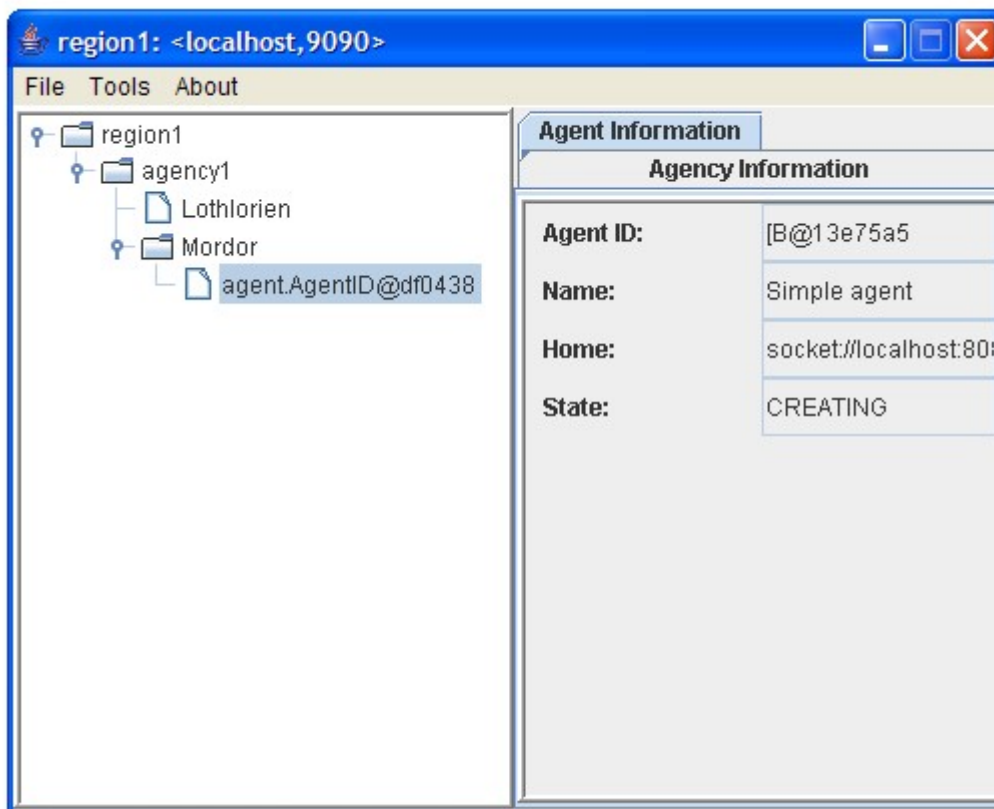 region1: <localhost,9090>
File Tools About
region1
agency1
Lothlorien
Mordor
agent.AgentID@df0438
Agent Information
Agency Information
Agent ID: [B@13e75a5
Name: Simple agent
Home: socket://localhost:80
State: CREATING